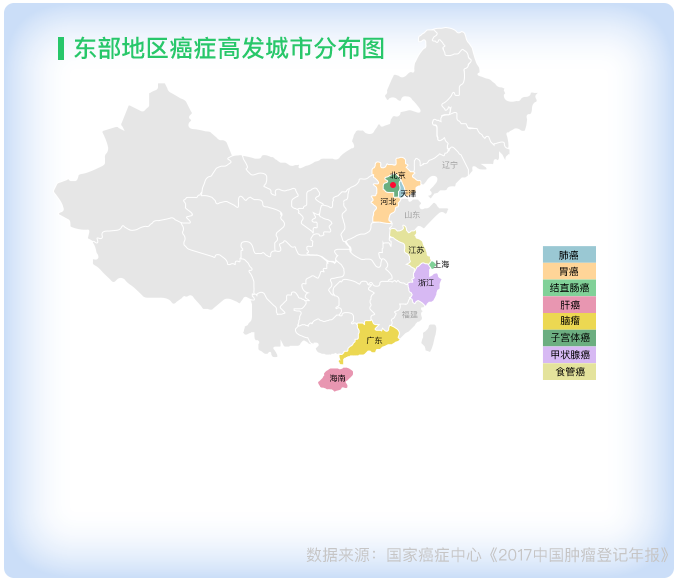 东部地区癌症高发城市分布图
辽宁
北京
天津
河北
山东
江苏
上海
浙江
福建
广东
海南
肺癌
胃癌
结直肠癌
肝癌
脑瘤
子宫体癌
甲状腺癌
食管癌
数据来源：国家癌症中心《2017中国肿瘤登记年报》